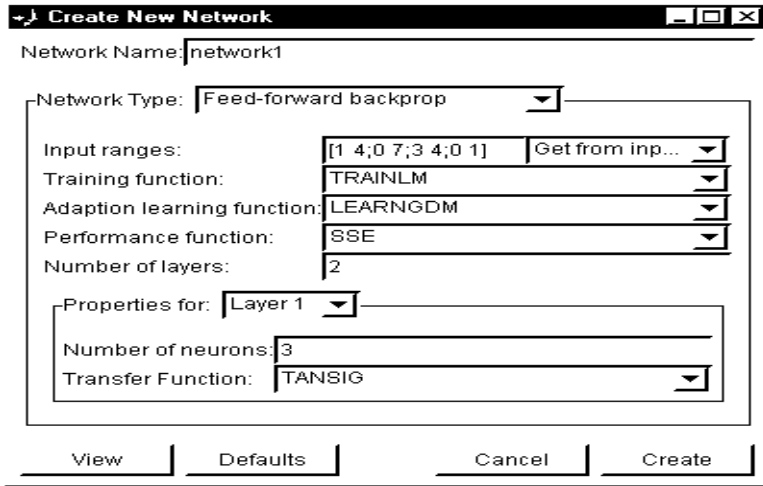 Create New Network
Network Name: network1
Network Type: Feed-forward backprop
Input ranges: [1 4;0 7;3 4;0 1] Get from inp...
Training function: TRAINLM
Adaption learning function: LEARNGDM
Performance function: SSE
Number of layers: 2
Properties for: Layer 1
Number of neurons: 3
Transfer Function: TANSIG
View Defaults Cancel Create